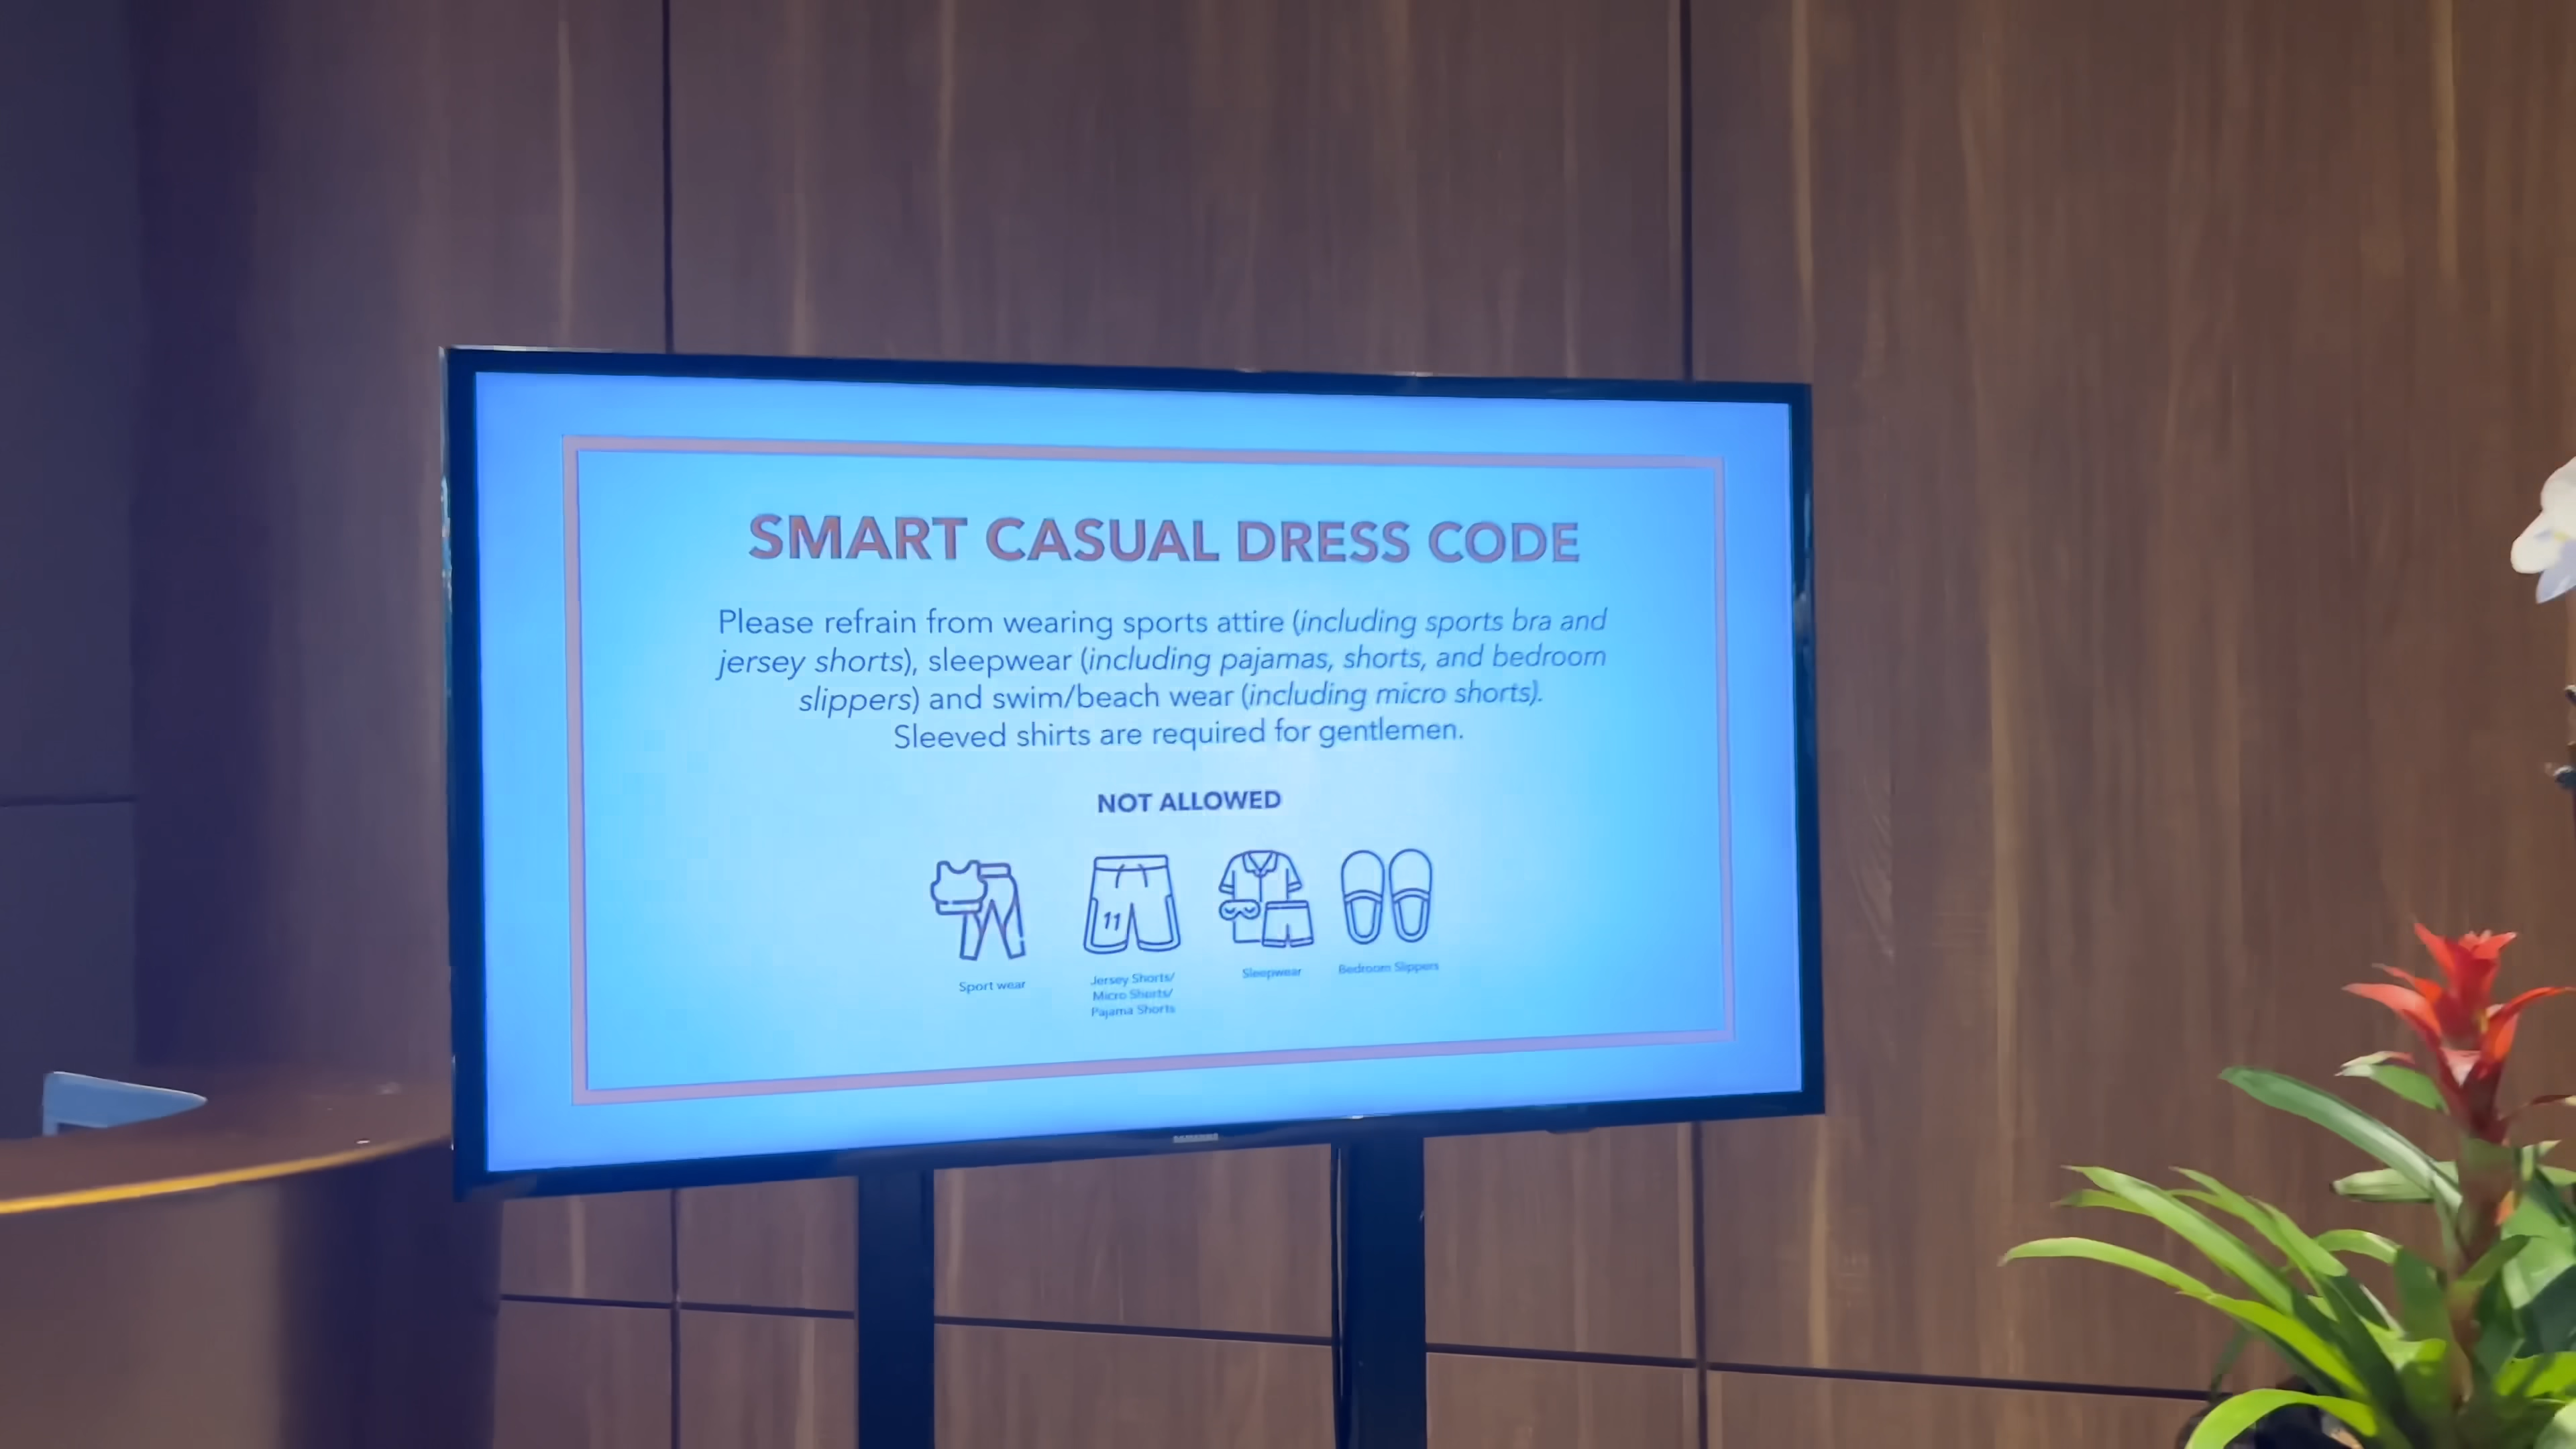 SMART CASUAL DRESS CODE
Please refrain from wearing sports attire (including sports bra and
jersey shorts), sleepwear (including pajamas, shorts, and bedroom
slippers) and swim/beach wear (including micro shorts).
Sleeved shirts are required for gentlemen.
NOT ALLOWED
11
Sport wear
Jersey Shorts/
Micro Shorts/
Pajama Shorts
Sleepwear
Bedroom Slippers
SAMSUNG